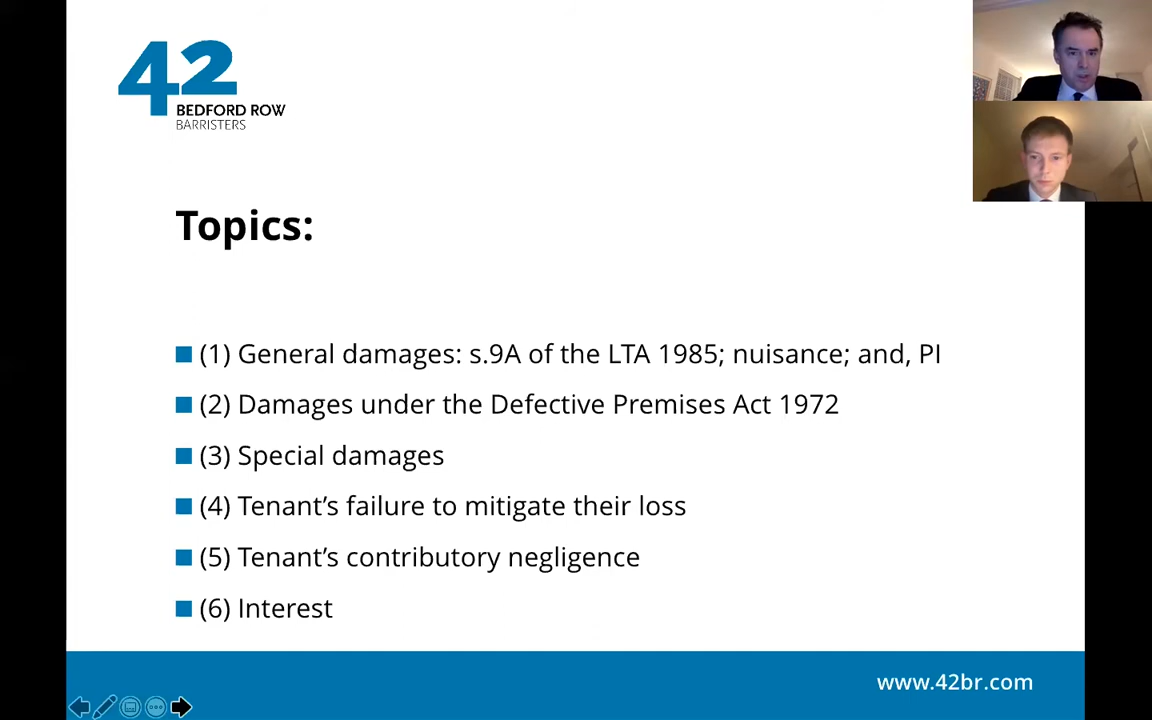 42
BEDFORD ROW
BARRISTERS
Topics:
(1) General damages: s.9A of the LTA 1985; nuisance; and, PI
(2) Damages under the Defective Premises Act 1972
(3) Special damages
(4) Tenant’s failure to mitigate their loss
(5) Tenant’s contributory negligence
(6) Interest
www.42br.com